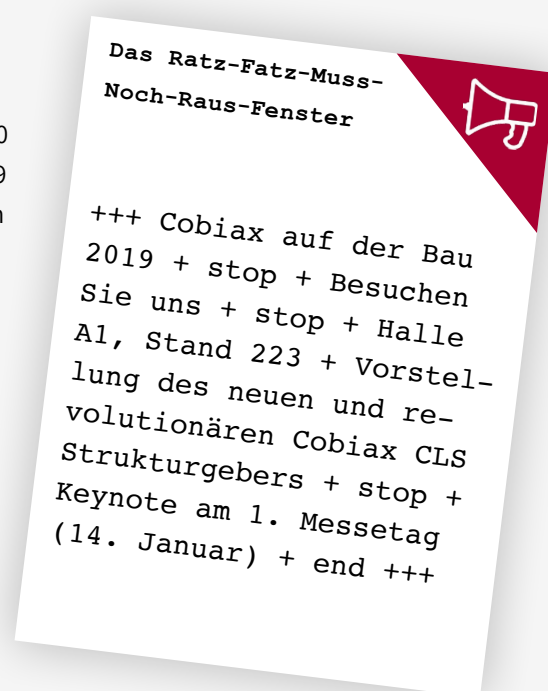 Das Ratz-Fatz-Muss-
Noch-Raus-Fenster
+++ Cobiax auf der Bau
2019 + stop + Besuchen
Sie uns + stop + Halle
A1, Stand 223 + Vorstel-
lung des neuen und re-
volutionären Cobiax CLS
Strukturgebers + stop +
Keynote am 1. Messetag
(14. Januar) + end +++